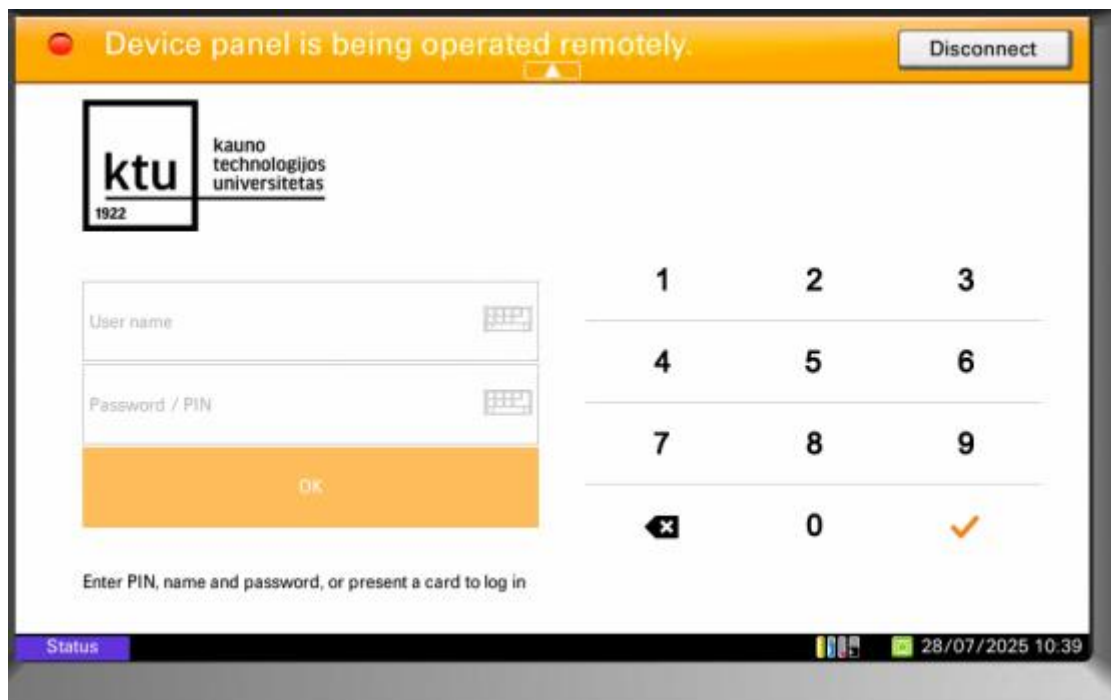 Device panel is being operated remotely.
Disconnect
ktu
1922
kauno
technologijos
universitetas
User name
Password / PIN
OK
1 2 3
4 5 6
7 8 9
0
Enter PIN, name and password, or present a card to log in
Status
28/07/2025 10:39